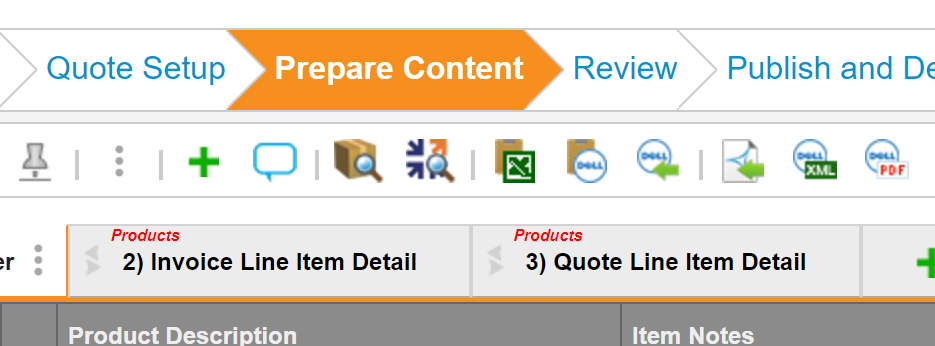 Quote Setup
Prepare Content
Review
Publish and De
DELL
DELL
DELL
XML
DELL
PDF
er
Products
2) Invoice Line Item Detail
Products
3) Quote Line Item Detail
Product Description
Item Notes